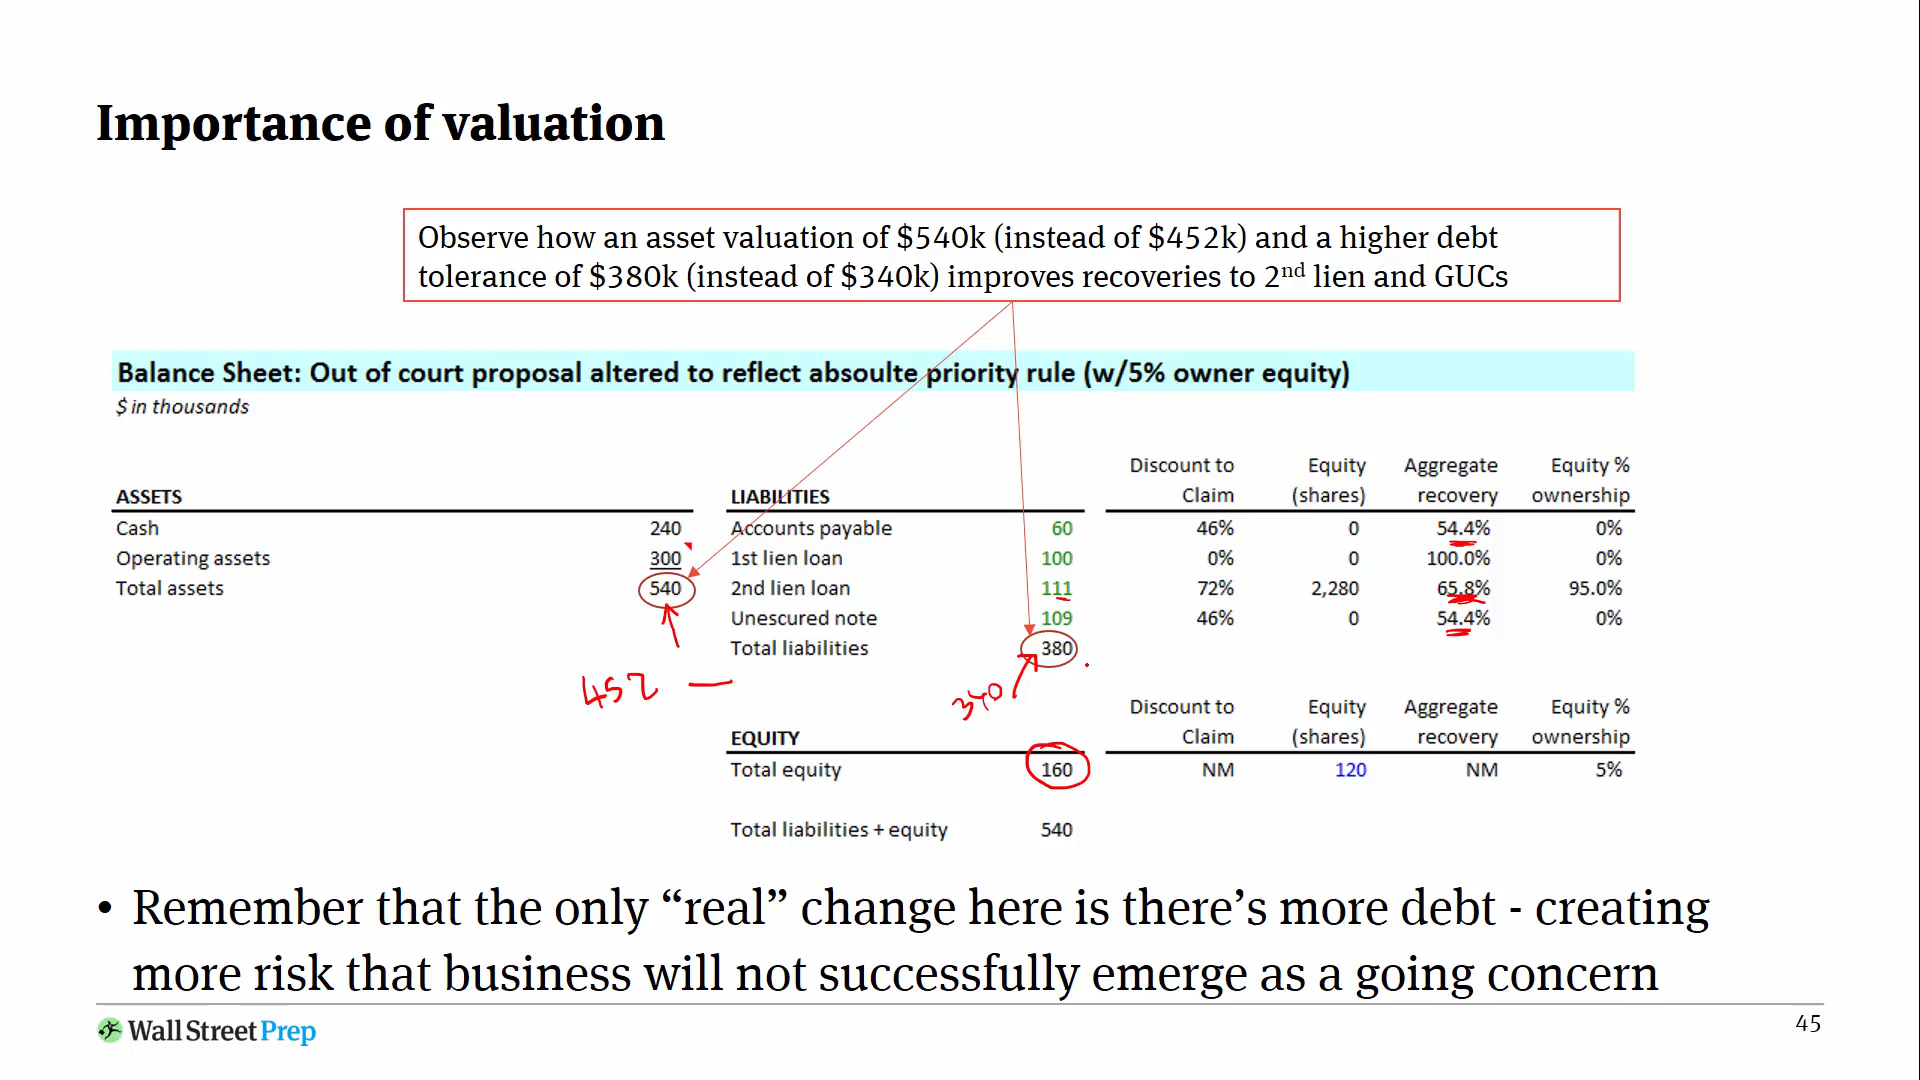 Importance of valuation
Observe how an asset valuation of $540k (instead of $452k) and a higher debt
tolerance of $380k (instead of $340k) improves recoveries to 2nd lien and GUCs
Balance Sheet: Out of court proposal altered to reflect absoulte priority rule (w/5% owner equity)
$ in thousands
Discount to Equity Aggregate Equity %
ASSETS LIABILITIES Claim (shares) recovery ownership
Cash 240 Accounts payable 60 46% 0 54.4% 0%
Operating assets 300 1st lien loan 100 0% 0 100.0% 0%
Total assets 540 2nd lien loan 111 72% 2,280 65.8% 95.0%
Unescured note 109 46% 0 54.4% 0%
Total liabilities 380
452 340
Discount to Equity Aggregate Equity %
EQUITY Claim (shares) recovery ownership
Total equity 160 NM 120 NM 5%
Total liabilities + equity 540
• Remember that the only “real” change here is there’s more debt - creating
more risk that business will not successfully emerge as a going concern
Wall Street Prep 45